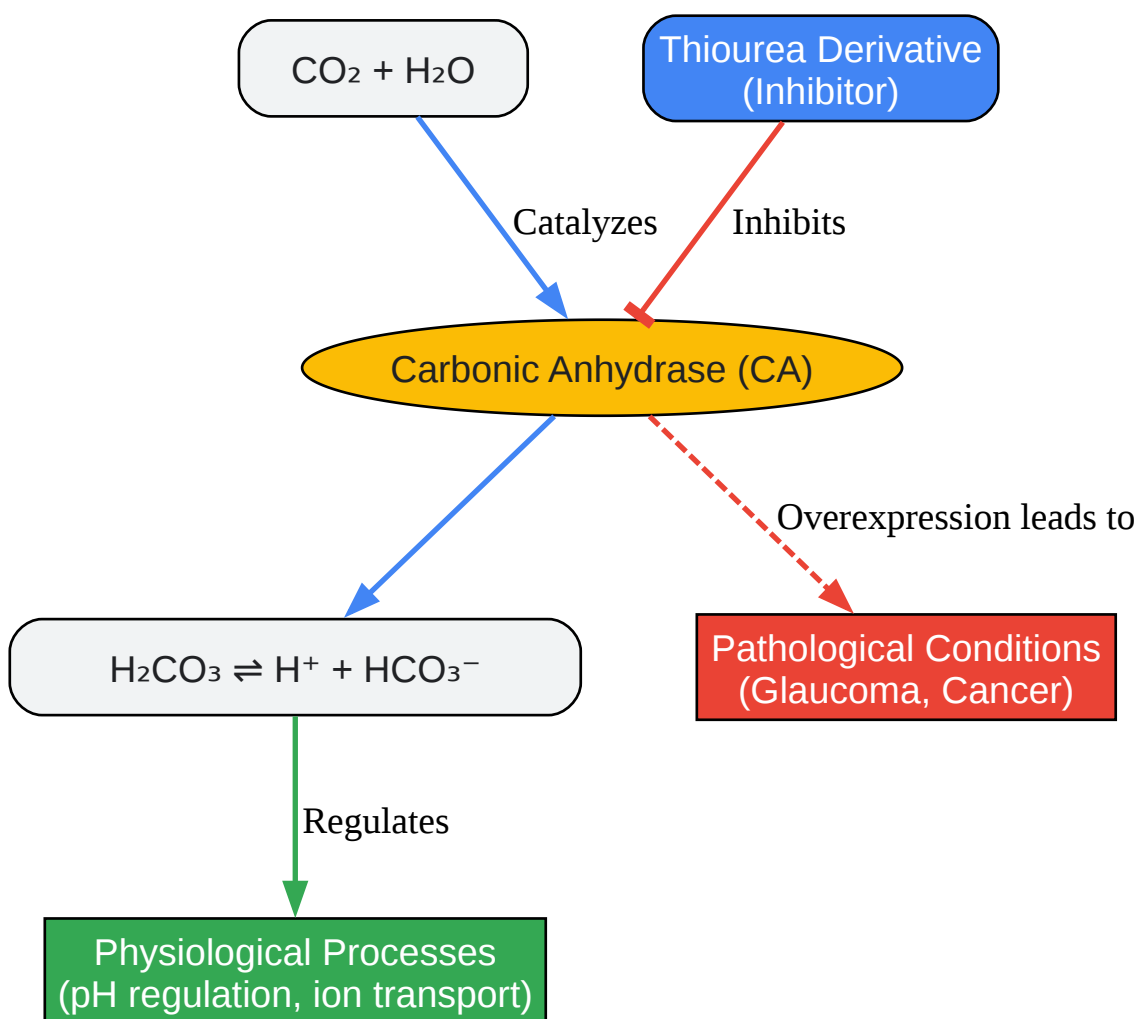 CO₂ + H₂O
Thiourea Derivative
(Inhibitor)
Catalyzes
Inhibits
Carbonic Anhydrase (CA)
Overexpression leads to
H₂CO₃ ⇌ H⁺ + HCO₃⁻
Pathological Conditions
(Glaucoma, Cancer)
Regulates
Physiological Processes
(pH regulation, ion transport)